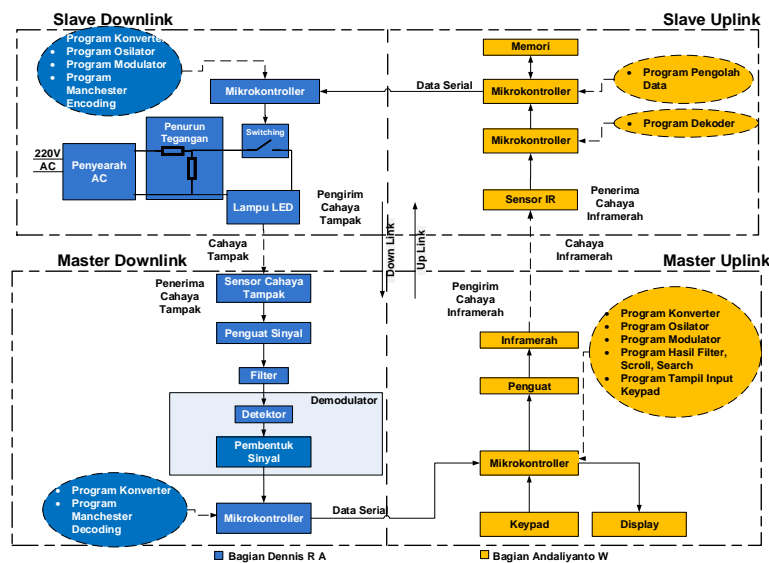 Slave Downlink
Slave Uplink
• Program Konverter
• Program Osilator
• Program Modulator
• Program
Manchester
Encoding
Mikrokontroller
Data Serial
Memori
Mikrokontroller
• Program Pengolah
Data
Mikrokontroller
• Program Dekoder
Penurun
Tegangan
Switching
220V
AC
Penyearah
AC
Lampu LED
Pengirim
Cahaya
Tampak
Sensor IR
Penerima
Cahaya
Inframerah
Down Link
Up Link
Cahaya
Tampak
Cahaya
Inframerah
Master Downlink
Master Uplink
Penerima
Cahaya
Tampak
Sensor Cahaya
Tampak
Pengirim
Cahaya
Inframerah
Penguat Sinyal
Filter
Demodulator
Detektor
Pembentuk
Sinyal
• Program Konverter
• Program
Manchester
Decoding
Mikrokontroller
Data Serial
Inframerah
Penguat
• Program Konverter
• Program Osilator
• Program Modulator
• Program Hasil Filter,
Scroll, Search
• Program Tampil Input
Keypad
Mikrokontroller
Keypad
Display
Bagian Dennis R A
Bagian Andaliyanto W